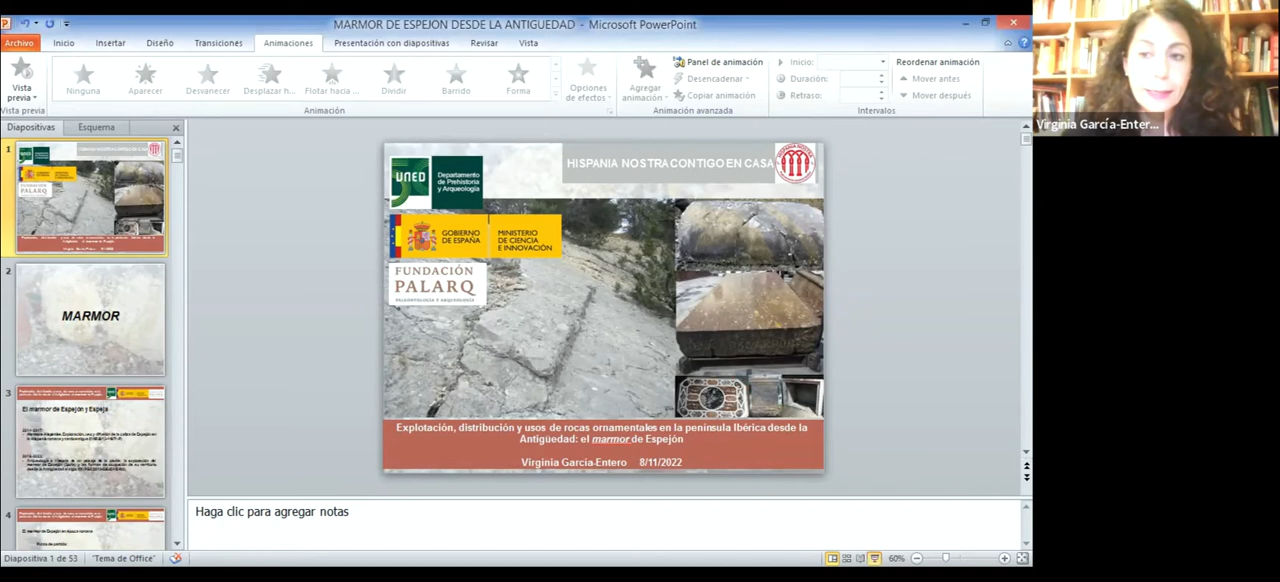 MARMOR DE ESPEJÓN DESDE LA ANTIGÜEDAD - Microsoft PowerPoint
Archivo Inicio Insertar Diseño Transiciones Animaciones Presentación con diapositivas Revisar Vista
Vista previa
Ninguna Aparecer Desvanecer Desplazar h... Flotar hacia ... Dividir Barrido Forma
Opciones de efectos
Agregar animación
Panel de animación
Desencadenar
Copiar animación
Inicio:
Duración:
Retraso:
Reordenar animación
Mover antes
Mover después
Vista previa Animación Animación avanzada Intervalos
Diapositivas Esquema
1
2
MARMOR
3
El marmor de Espejón y Espeja
4
HISPANIA NOSTRA CONTIGO EN CASA
UNED
Departamento
de Prehistoria
y Arqueología
GOBIERNO
DE ESPAÑA
MINISTERIO
DE CIENCIA
E INNOVACIÓN
FUNDACIÓN
PALARQ
PALEONTOLOGÍA Y ARQUEOLOGÍA
Explotación, distribución y usos de rocas ornamentales en la península Ibérica desde la
Antigüedad: el marmor de Espejón
Virginia García-Entero 8/11/2022
Haga clic para agregar notas
Diapositiva 1 de 53 "Tema de Office" 60%
Virginia García-Enter...